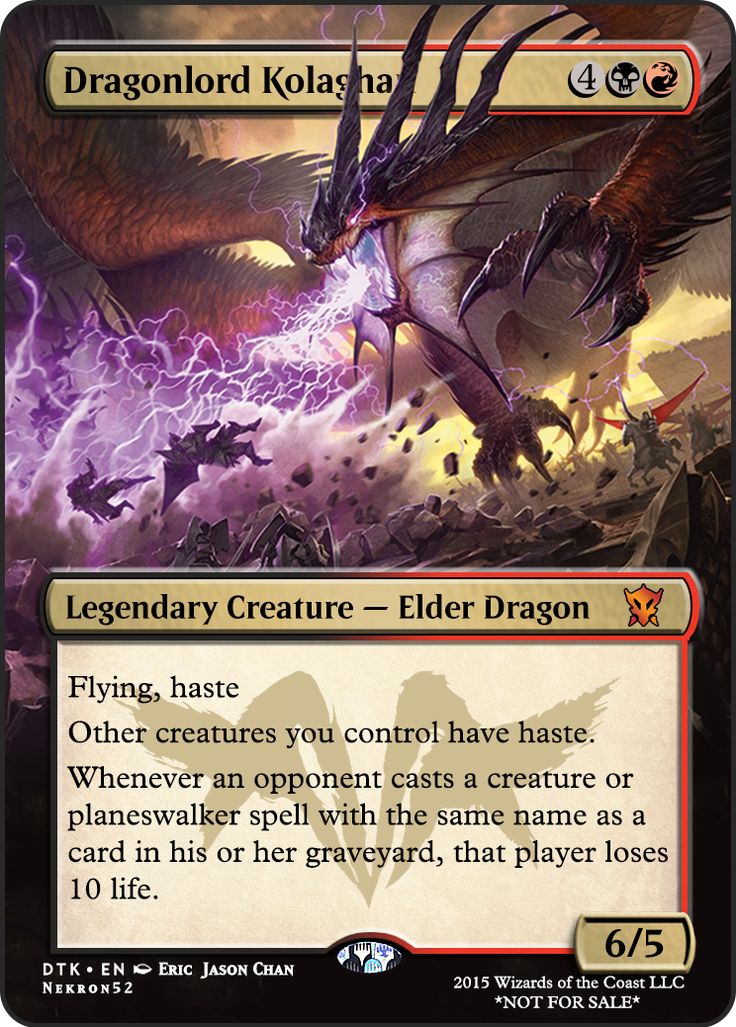 Dragonlord Kolaghan 4
Legendary Creature — Elder Dragon
Flying, haste
Other creatures you control have haste.
Whenever an opponent casts a creature or
planeswalker spell with the same name as a
card in his or her graveyard, that player loses
10 life.
6/5
DTK • EN Eric Jason Chan
Nekron52
2015 Wizards of the Coast LLC
*NOT FOR SALE*